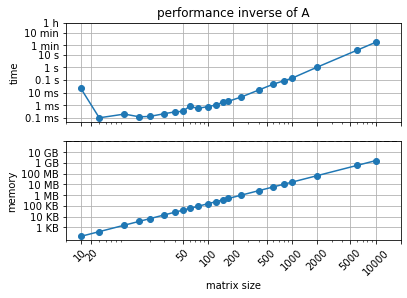 performance inverse of A
time
1 h
10 min
1 min
10 s
1 s
0.1 s
10 ms
1 ms
0.1 ms
memory
10 GB
1 GB
100 MB
10 MB
1 MB
100 KB
10 KB
1 KB
10 20 50 100 200 500 1000 2000 5000 10000
matrix size